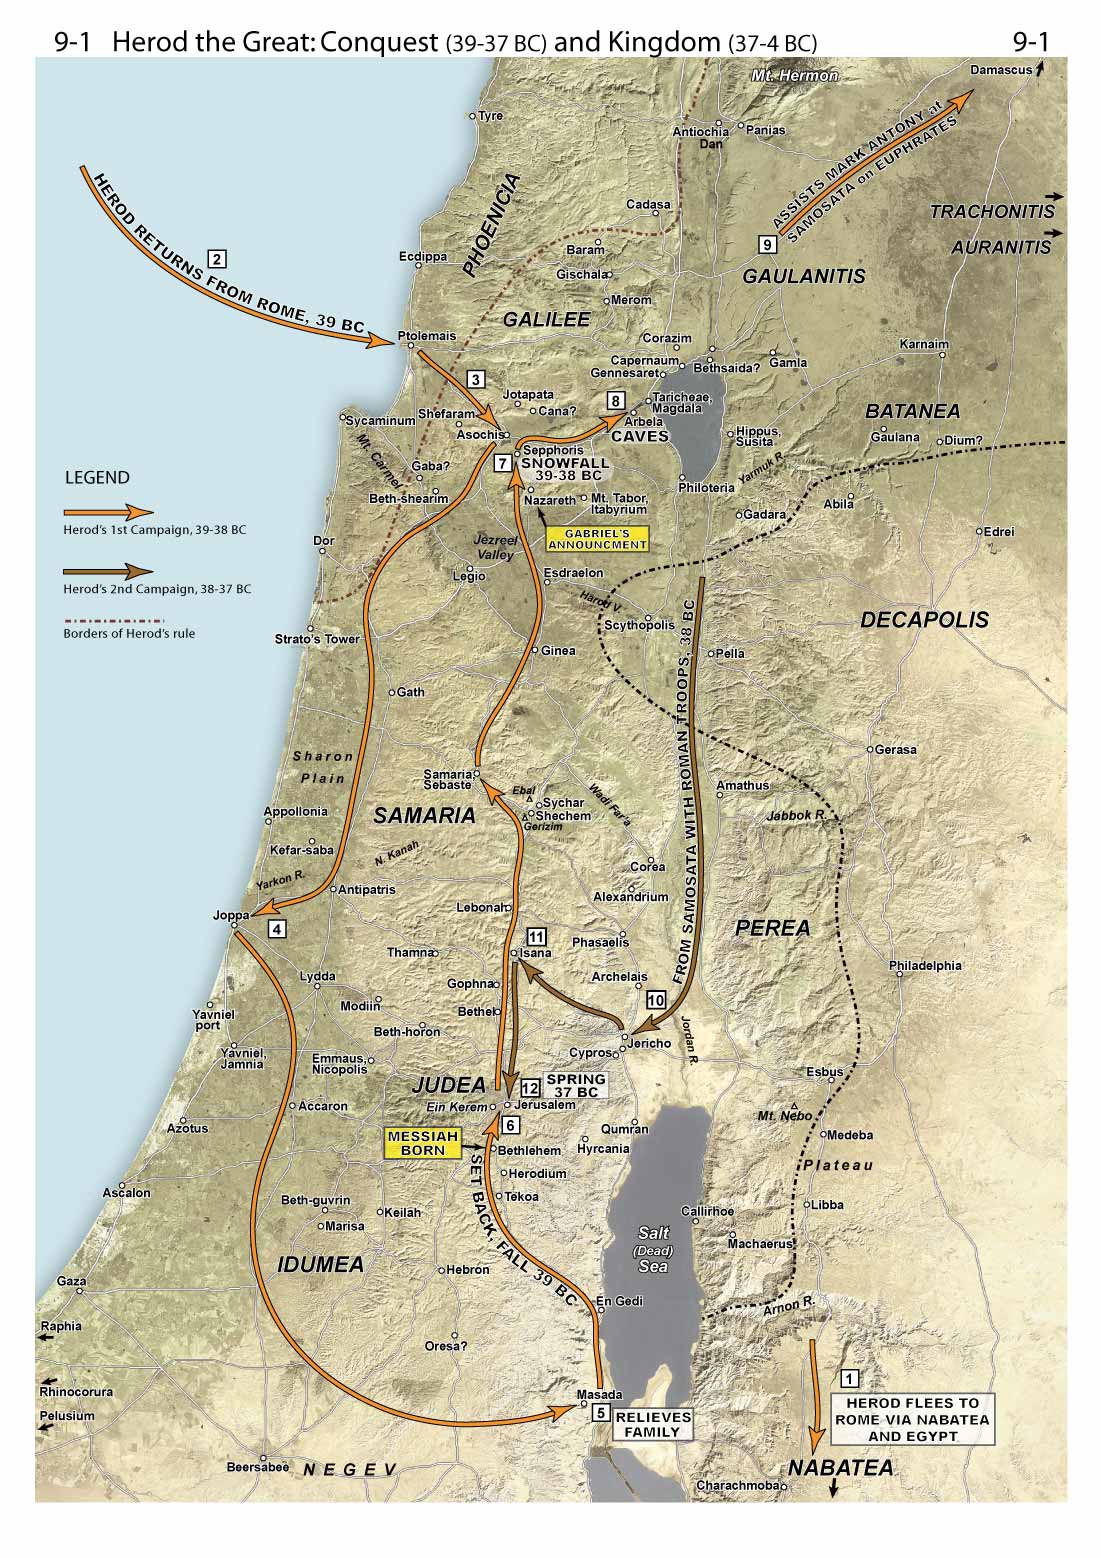 9-1 Herod the Great: Conquest (39-37 BC) and Kingdom (37-4 BC) 9-1
Mt. Hermon
Damascus
Tyre
Antiochia
Dan
Panias
ASSISTS MARK ANTONY at
SAMOSATA on EUPHRATES
HEROD RETURNS FROM ROME, 39 BC
2
PHOENICIA
Cadasa
TRACHONITIS
AURANITIS
9
Baram
Ecdippa
Gischala
GAULANITIS
Merom
GALILEE
Ptolemais
Corazim
Karnaim
Capernaum
Gennesaret
Bethsaida?
Gamla
3
Jotapata
8
Taricheae,
Magdala
Shefaram
Cana?
Sycaminum
Arbela
CAVES
BATANEA
Asochis
Hippus,
Susita
Gaulana
Dium?
Mt. Carmel
Sepphoris
7
SNOWFALL
39-38 BC
Yarmuk R.
Gaba?
LEGEND
Philoteria
Beth-shearim
Nazareth
Mt. Tabor,
Itabyrium
Abila
Herod's 1st Campaign, 39-38 BC
Gadara
GABRIEL'S
ANNOUNCMENT
Edrei
Dor
Jezreel
Valley
Legio
Esdraelon
Herod's 2nd Campaign, 38-37 BC
Harod V.
Borders of Herod's rule
Scythopolis
DECAPOLIS
Strato's Tower
Ginea
Pella
FROM SAMOSATA WITH ROMAN TROOPS, 38 BC
Gath
Gerasa
Sharon
Plain
Samaria,
Sebaste
Amathus
Ebal
Sychar
Shechem
Gerizim
Wadi Far'a
Appollonia
SAMARIA
Jabbok R.
Kefar-saba
N. Kanah
Corea
Yarkon R.
Antipatris
Alexandrium
Joppa
4
Lebonah
PEREA
11
Phasaelis
Thamna
Isana
Philadelphia
Lydda
Gophna
Archelais
10
Modiin
Yavniel
port
Bethel
Beth-horon
Jordan R.
Jericho
Cypros
Yavniel,
Jamnia
Emmaus,
Nicopolis
Esbus
JUDEA
12
SPRING
37 BC
Accaron
Ein Kerem
Jerusalem
Mt. Nebo
Azotus
6
Qumran
Medeba
MESSIAH
BORN
Bethlehem
Hyrcania
Herodium
Plateau
SET BACK, FALL 39 BC
Tekoa
Ascalon
Beth-guvrin
Keilah
Libba
Marisa
Callirhoe
Salt
(Dead)
Sea
Machaerus
IDUMEA
Hebron
Gaza
En Gedi
Arnon R.
Raphia
Oresa?
1
Rhinocorura
Masada
5
HEROD FLEES TO
ROME VIA NABATEA
AND EGYPT
Pelusium
RELIEVES
FAMILY
Beersabee
NEGEV
NABATEA
Charachmoba